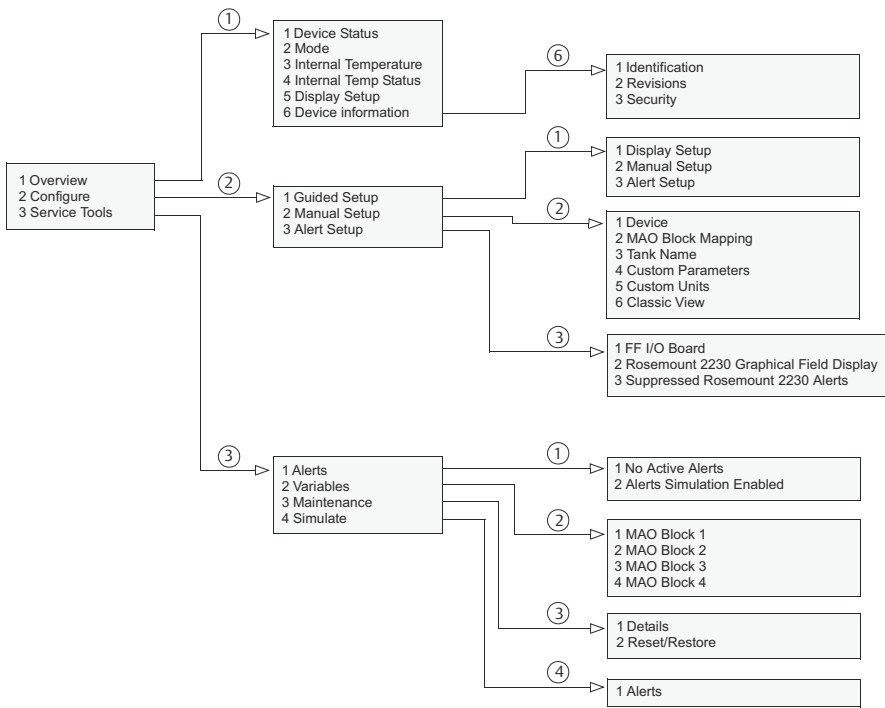 1 Overview
2 Configure
3 Service Tools
1
1 Device Status
2 Mode
3 Internal Temperature
4 Internal Temp Status
5 Display Setup
6 Device information
6
1 Identification
2 Revisions
3 Security
2
1 Guided Setup
2 Manual Setup
3 Alert Setup
1
1 Display Setup
2 Manual Setup
3 Alert Setup
2
1 Device
2 MAO Block Mapping
3 Tank Name
4 Custom Parameters
5 Custom Units
6 Classic View
3
1 FF I/O Board
2 Rosemount 2230 Graphical Field Display
3 Suppressed Rosemount 2230 Alerts
3
1 Alerts
2 Variables
3 Maintenance
4 Simulate
1
1 No Active Alerts
2 Alerts Simulation Enabled
2
1 MAO Block 1
2 MAO Block 2
3 MAO Block 3
4 MAO Block 4
3
1 Details
2 Reset/Restore
4
1 Alerts